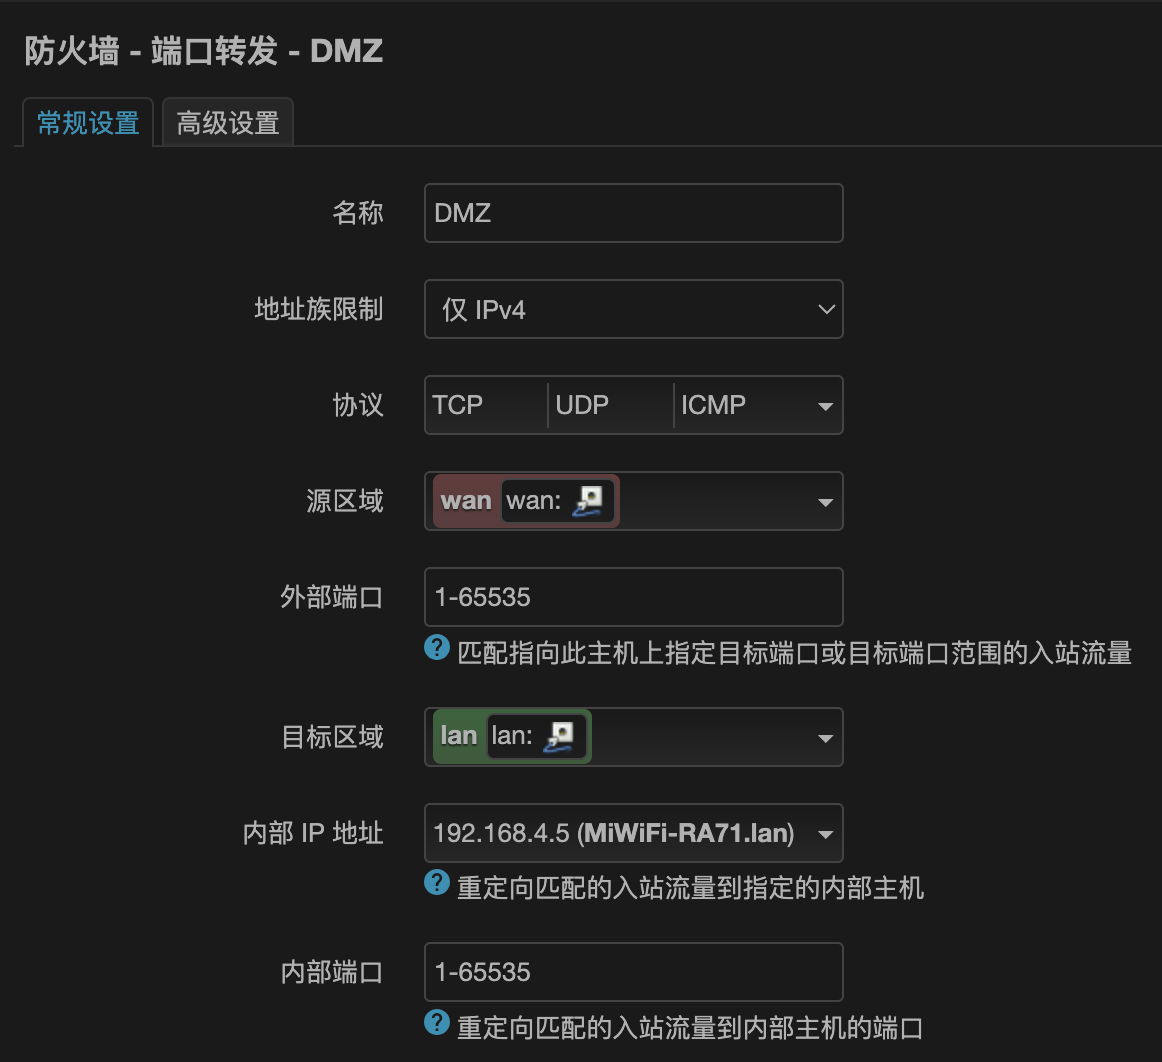 防火墙 - 端口转发 - DMZ
常规设置 高级设置
名称 DMZ
地址族限制 仅 IPv4
协议 TCP UDP ICMP
源区域 wan wan:
外部端口 1-65535
? 匹配指向此主机上指定目标端口或目标端口范围的入站流量
目标区域 lan lan:
内部 IP 地址 192.168.4.5 (MiWiFi-RA71.lan)
? 重定向匹配的入站流量到指定的内部主机
内部端口 1-65535
? 重定向匹配的入站流量到内部主机的端口